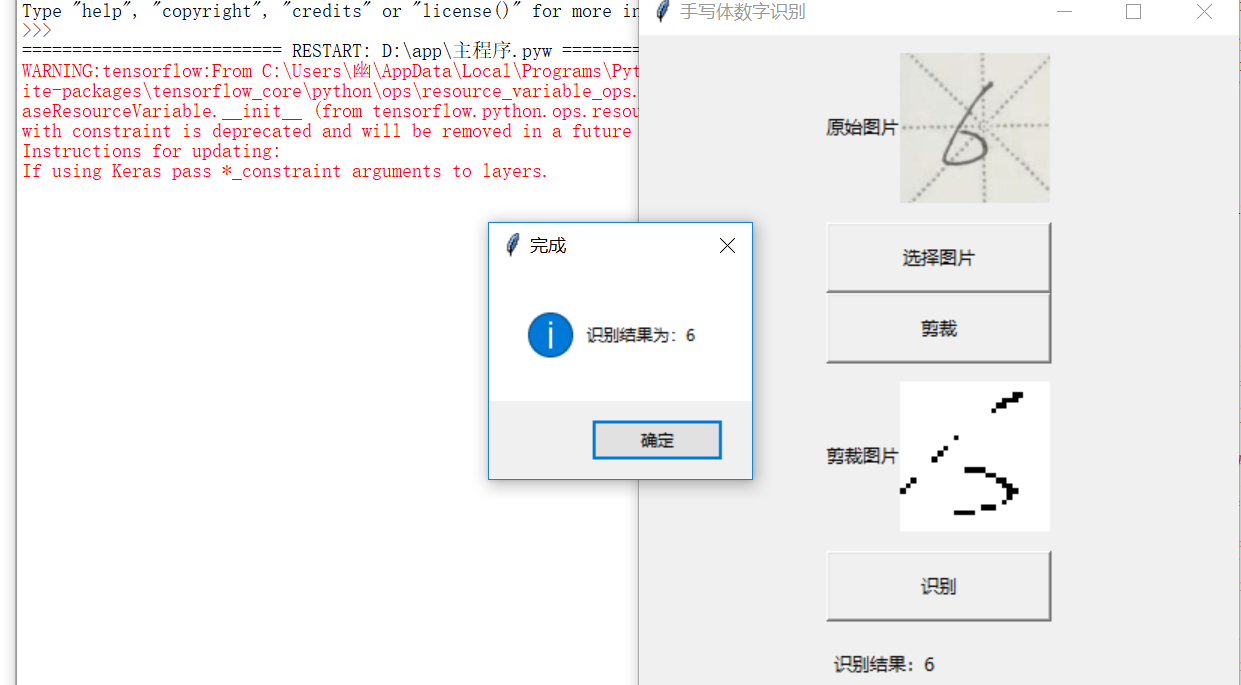 Type "help", "copyright", "credits" or "license()" for more in
>>>
========================== RESTART: D:\app\主程序.pyw ========
WARNING:tensorflow:From C:\Users\幽\AppData\Local\Programs\Pyt
ite-packages\tensorflow_core\python\ops\resource_variable_ops.
aseResourceVariable.__init__ (from tensorflow.python.ops.resou
with constraint is deprecated and will be removed in a future
Instructions for updating:
If using Keras pass *_constraint arguments to layers.
手写体数字识别
原始图片
6
选择图片
剪裁
剪裁图片
识别
识别结果：6
完成
识别结果为：6
确定